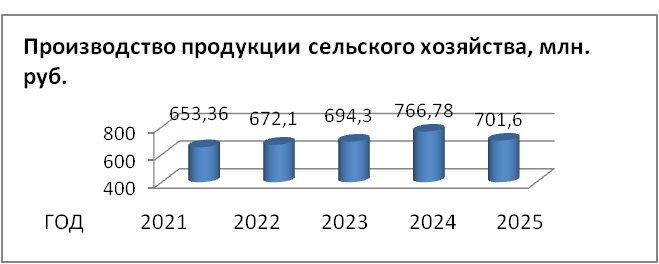 Производство продукции сельского хозяйства, млн.
руб.
653,36 672,1 694,3 766,78 701,6
800
600
400
ГОД 2021 2022 2023 2024 2025